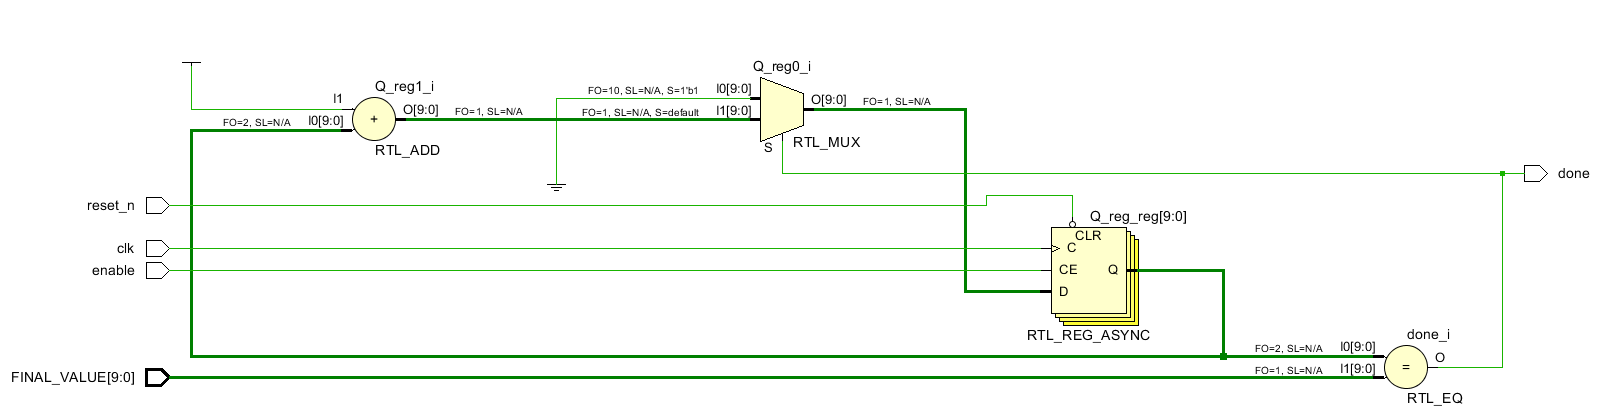 Q_reg0_i
Q_reg1_i
I0[9:0]
FO=10, SL=N/A, S=1'b1
I1
O[9:0]
FO=1, SL=N/A
O[9:0]
FO=1, SL=N/A
FO=1, SL=N/A, S=default
I1[9:0]
I0[9:0]
FO=2, SL=N/A
+
RTL_ADD
S
RTL_MUX
done
reset_n
Q_reg_reg[9:0]
CLR
clk
C
enable
CE
Q
D
RTL_REG_ASYNC
done_i
FO=2, SL=N/A
I0[9:0]
O
=
FINAL_VALUE[9:0]
FO=1, SL=N/A
I1[9:0]
RTL_EQ